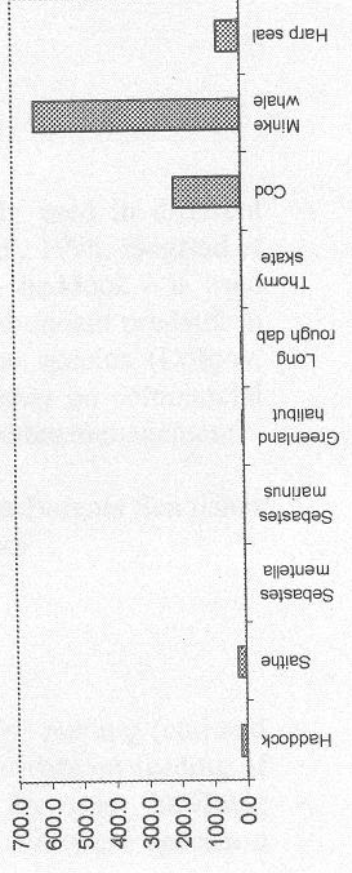 700.0
600.0
500.0
400.0
300.0
200.0
100.0
0.0
Haddock
Saithe
Sebastes
mentella
Sebastes
marinus
Greenland
halibut
Long
rough dab
Thorny
skate
Cod
Minke
whale
Harp seal